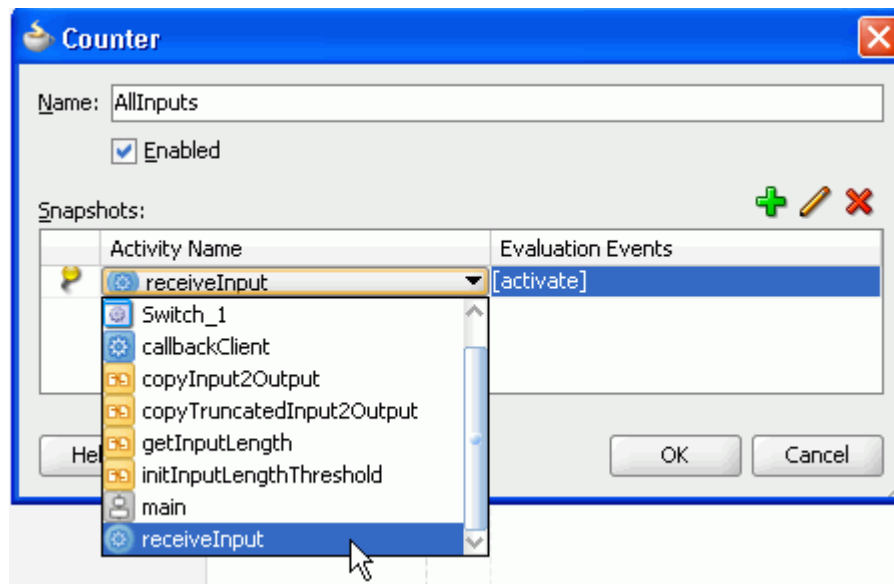 Counter
Name: AllInputs
Enabled
Snapshots:
Activity Name Evaluation Events
receiveInput [activate]
Switch_1
callbackClient
copyInput2Output
copyTruncatedInput2Output
getInputLength
initInputLengthThreshold
main
receiveInput
OK Cancel